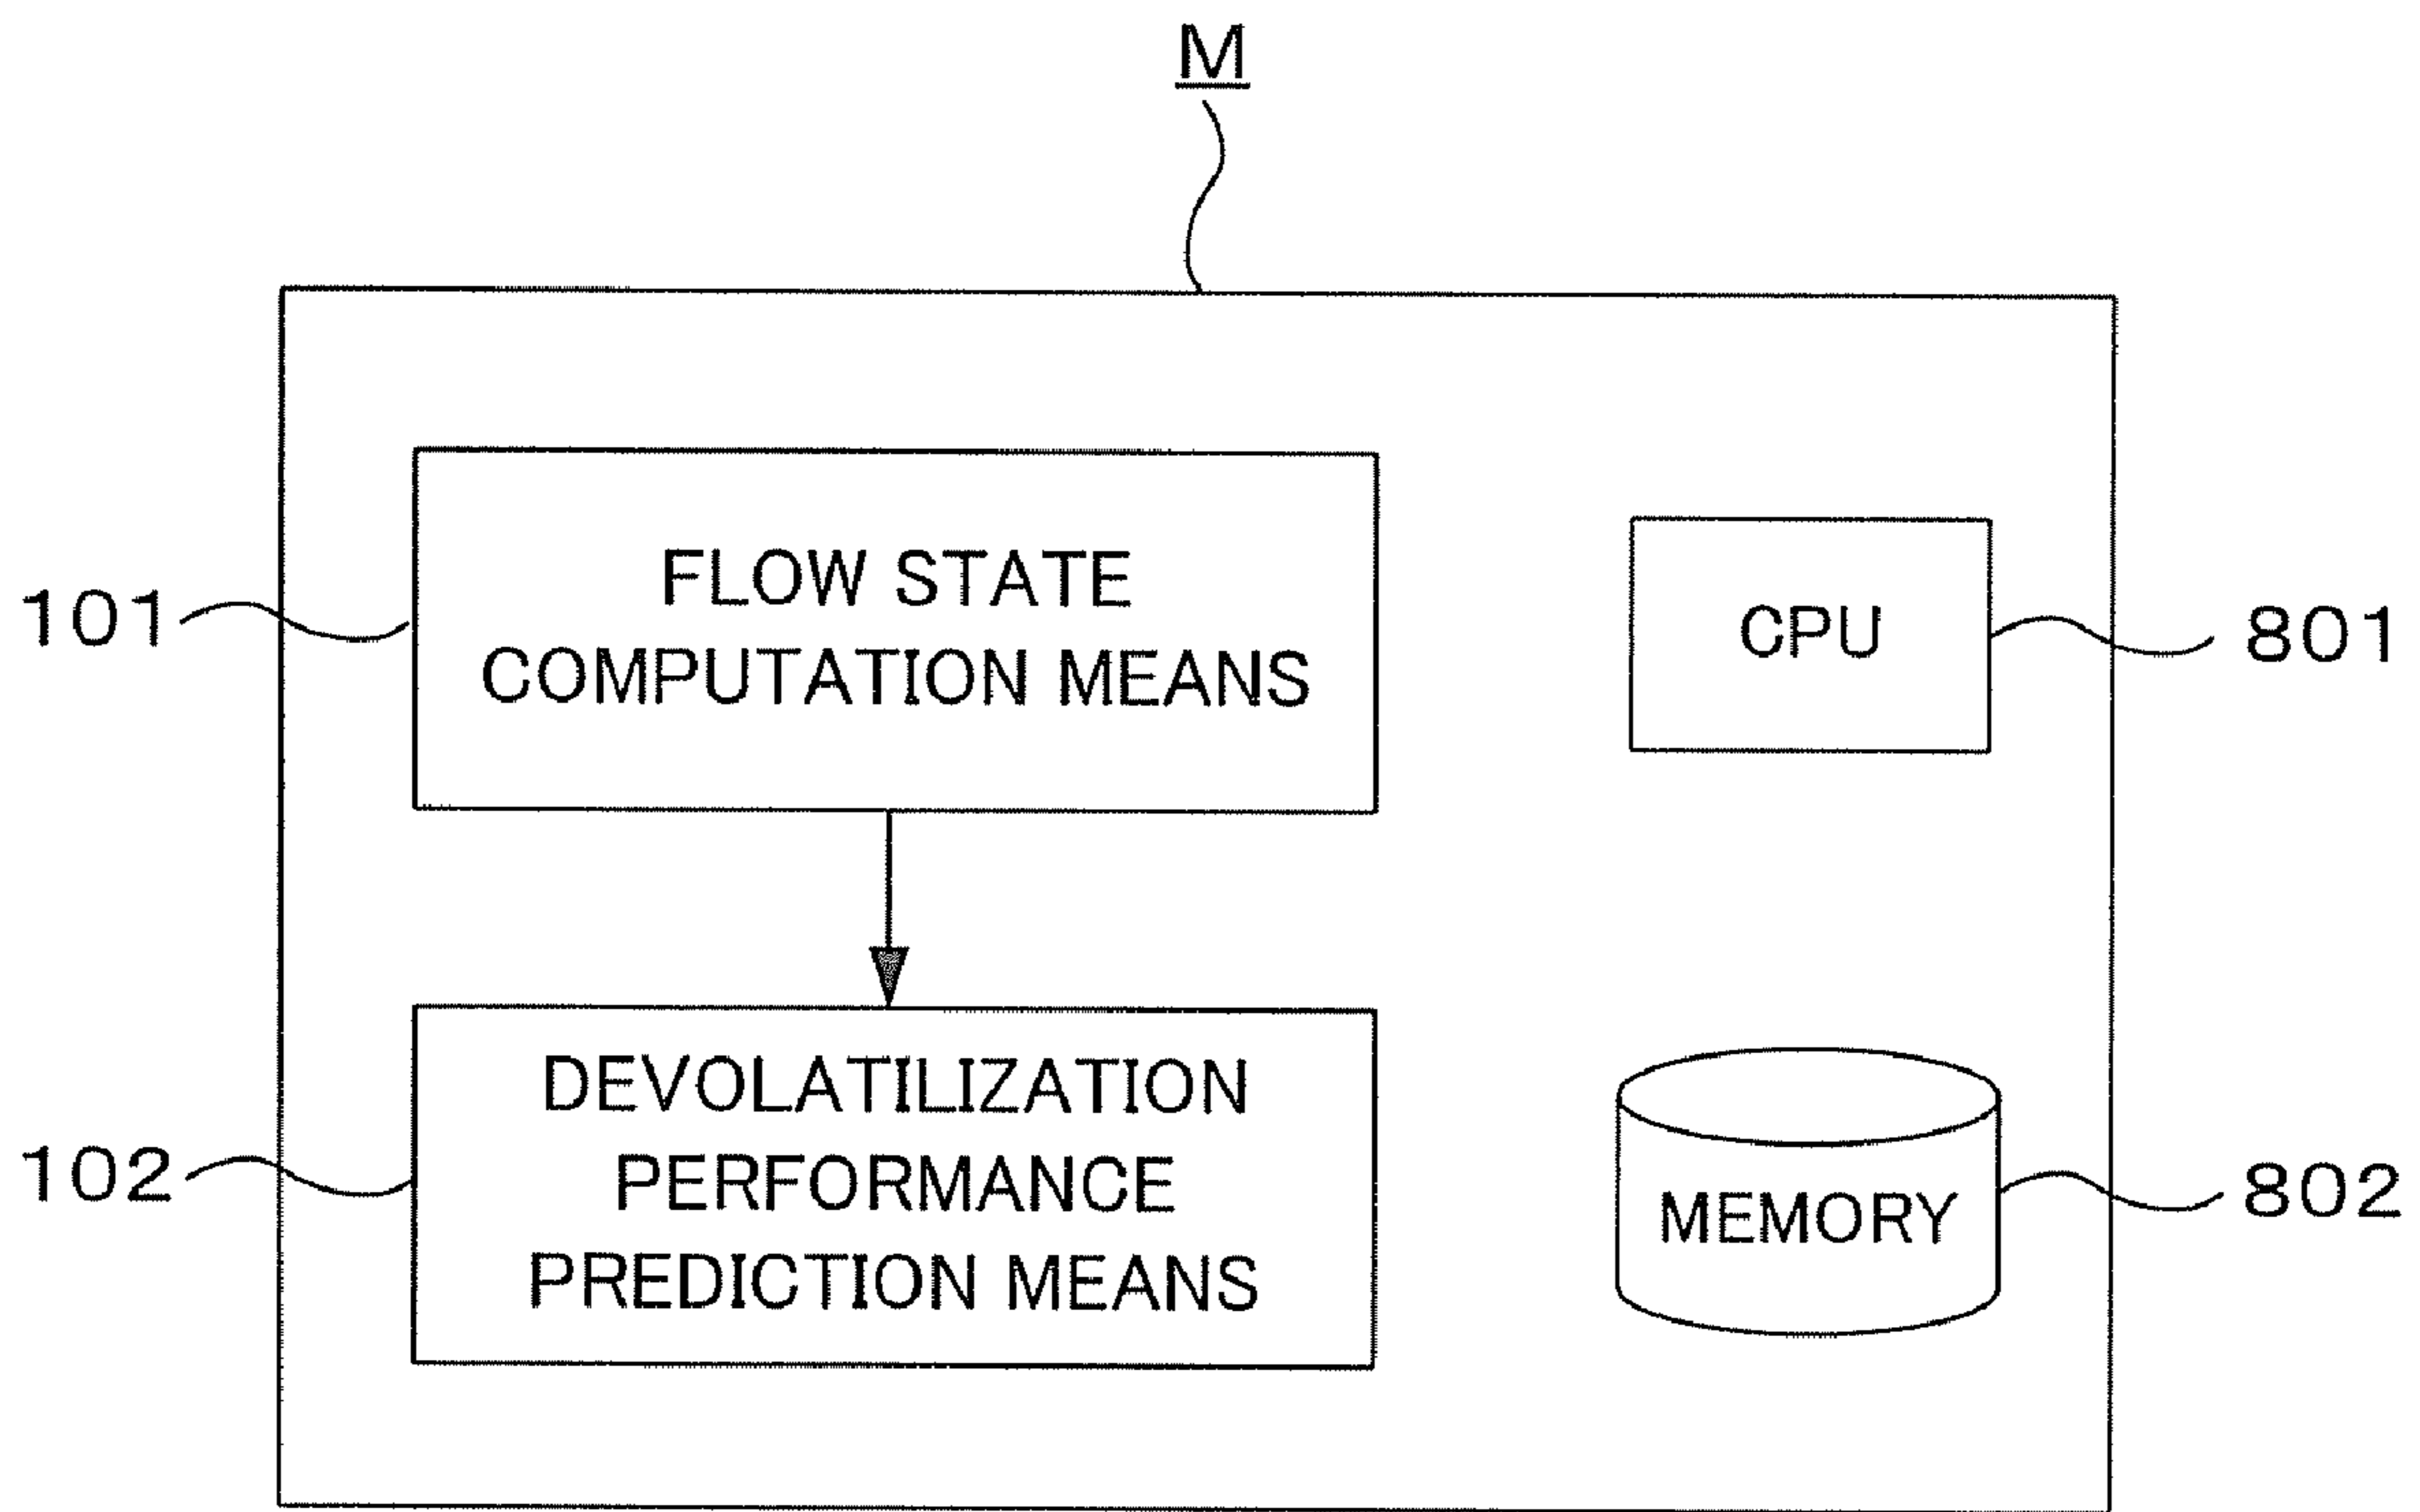 M
101
FLOW STATE
COMPUTATION MEANS
CPU
801
102
DEVOLATILIZATION
PERFORMANCE
PREDICTION MEANS
MEMORY
802